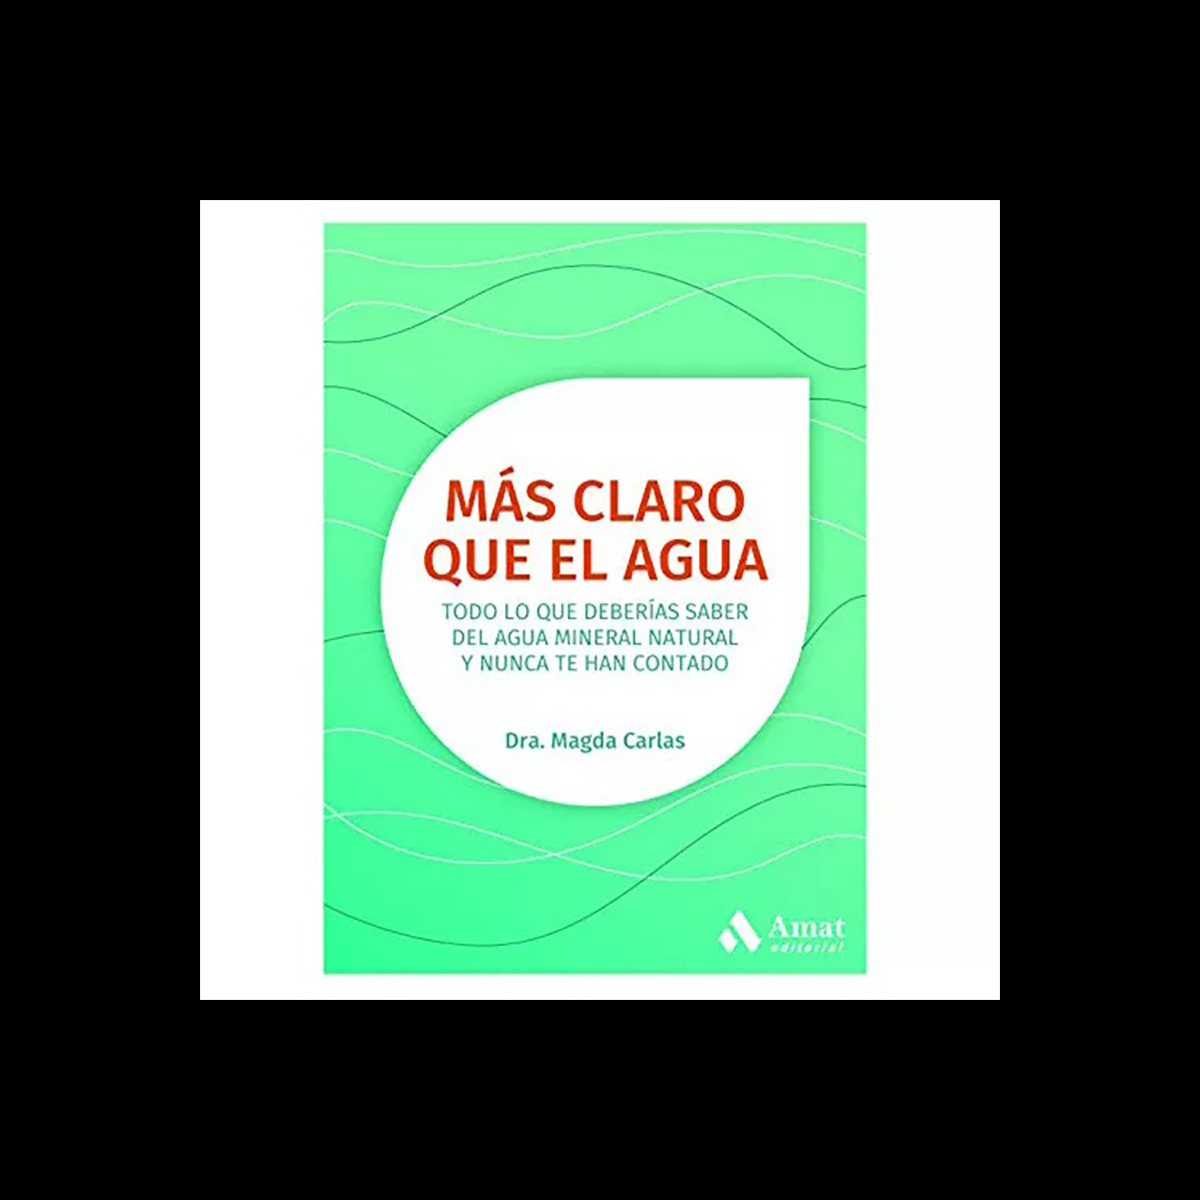 MÁS CLARO
QUE EL AGUA
TODO LO QUE DEBERÍAS SABER
DEL AGUA MINERAL NATURAL
Y NUNCA TE HAN CONTADO
Dra. Magda Carlas
Amat
editorial